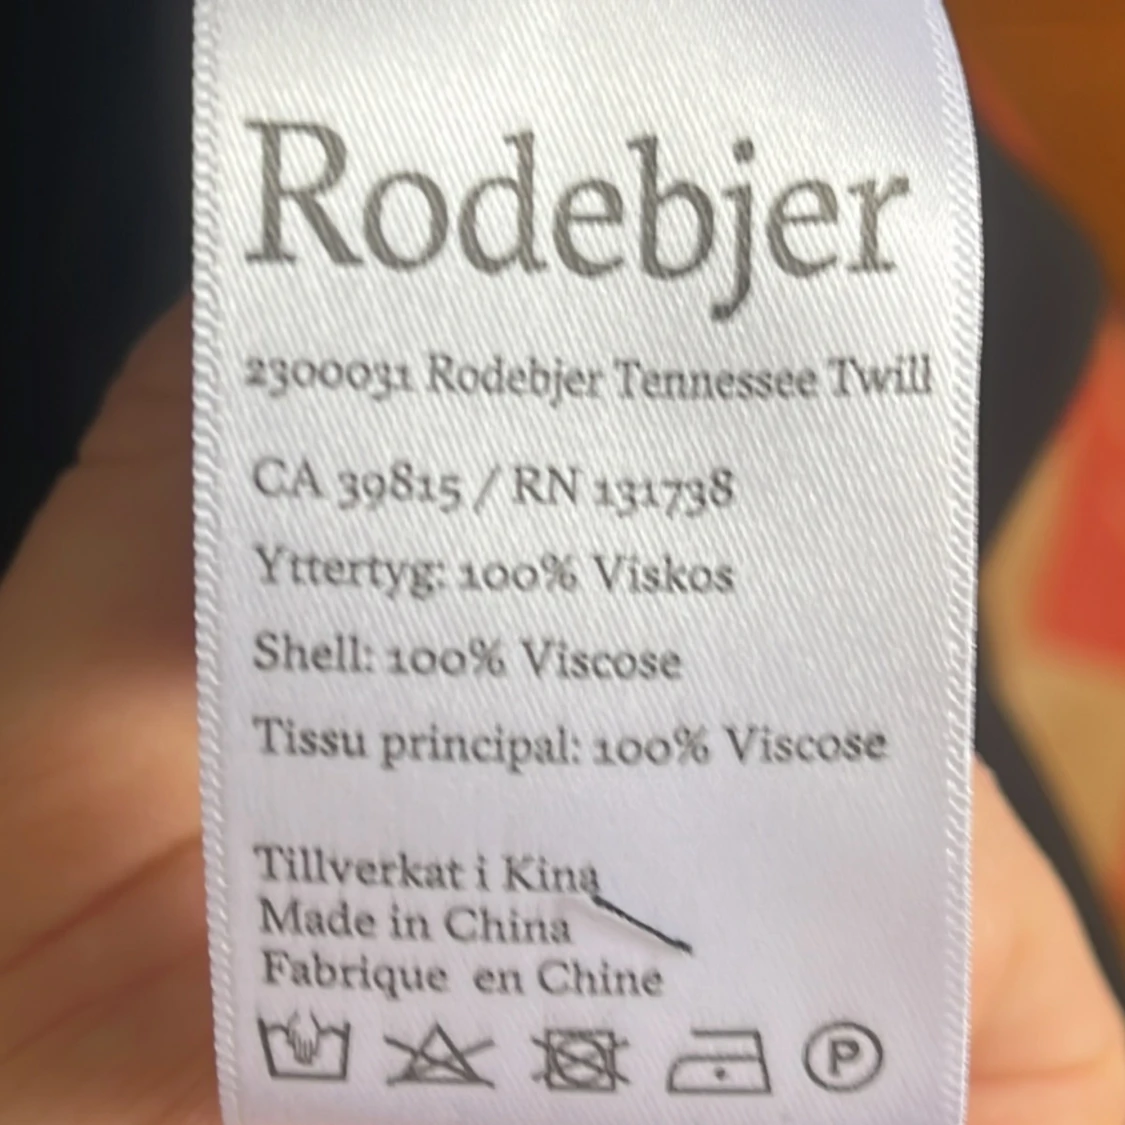 Rodebjer
2300031 Rodebjer Tennessee Twill
CA 39815 / RN 131738
Yttertyg: 100% Viskos
Shell: 100% Viscose
Tissu principal: 100% Viscose
Tillverkat i Kina
Made in China
Fabrique en Chine
P